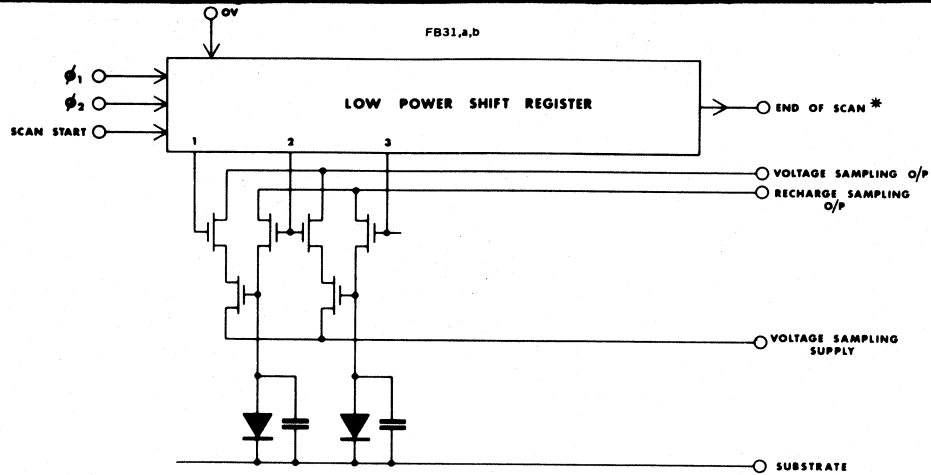 0V
FB31,a,b
ϕ1
ϕ2
SCAN START
LOW POWER SHIFT REGISTER
END OF SCAN *
1 2 3
VOLTAGE SAMPLING O/P
RECHARGE SAMPLING
O/P
VOLTAGE SAMPLING
SUPPLY
SUBSTRATE